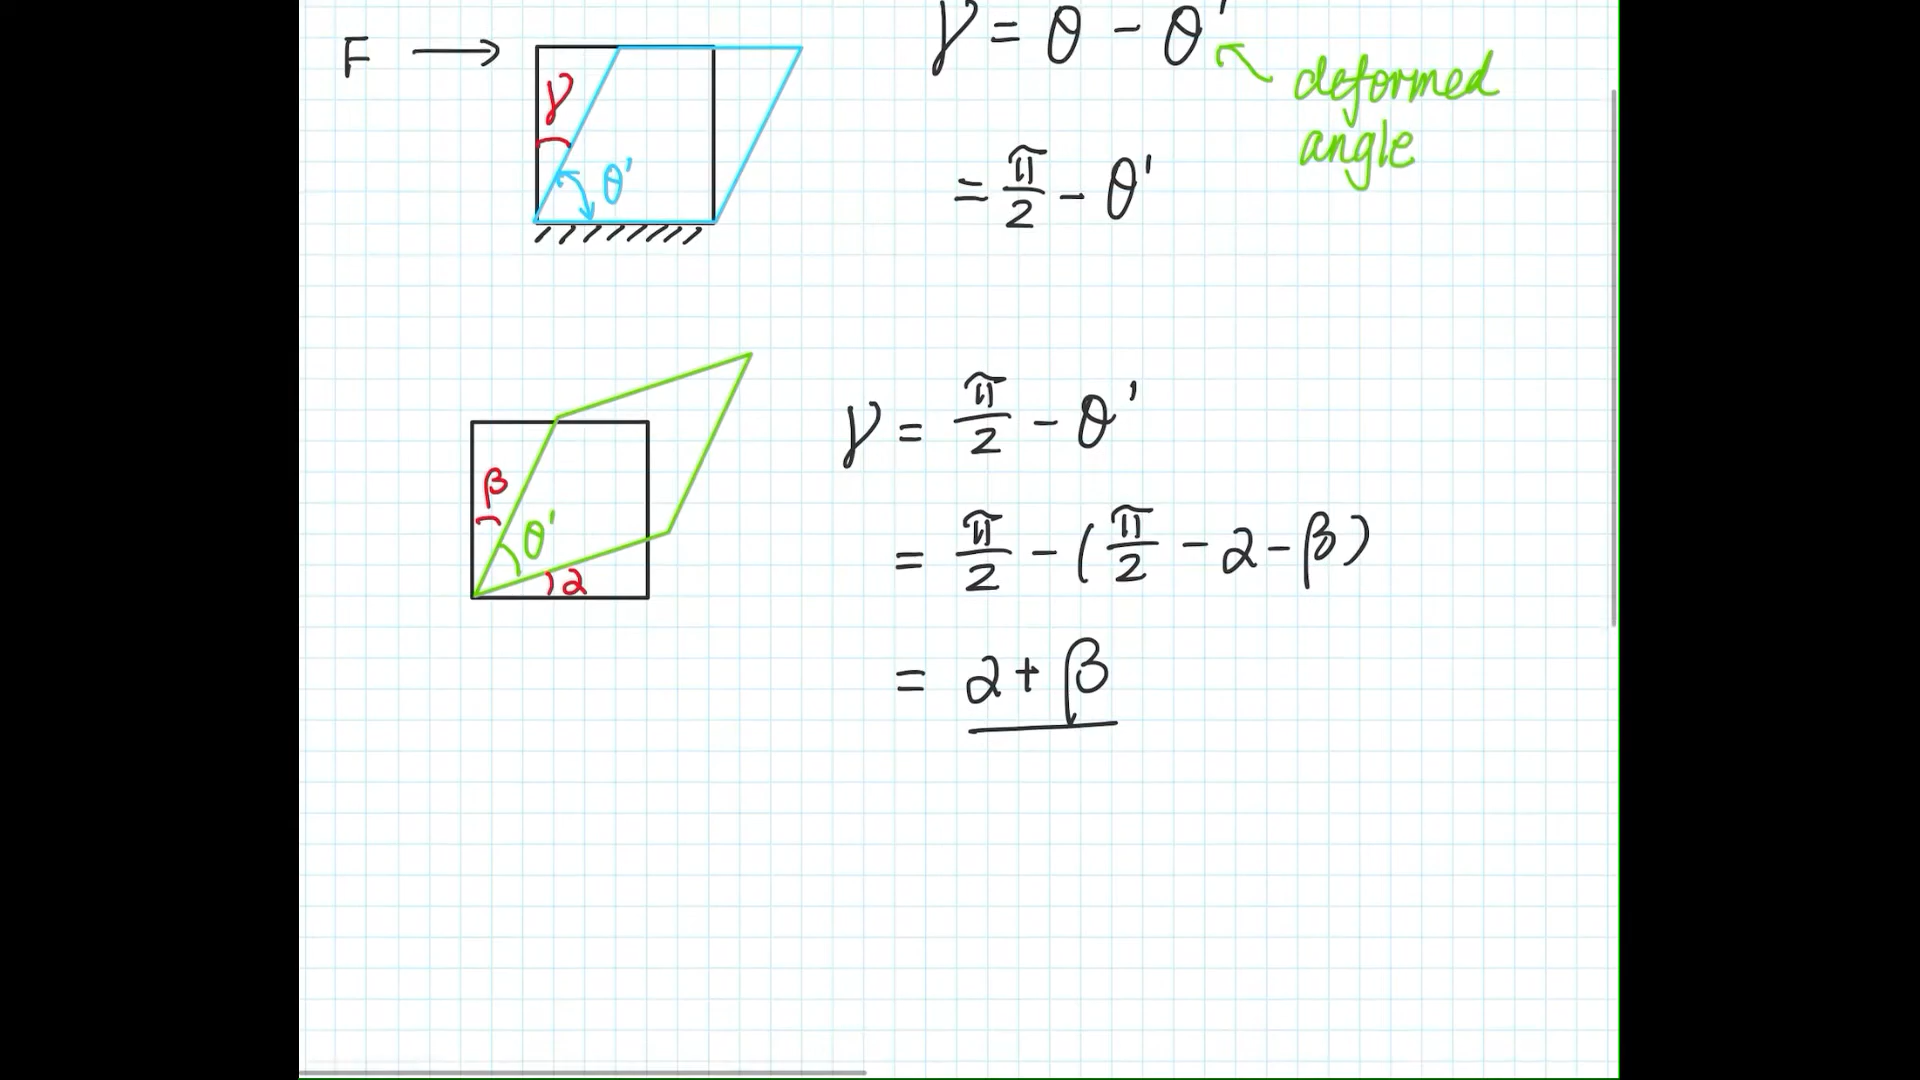 F → γ = θ - θ'
deformed
angle
γ
θ'
= π/2 - θ'
γ = π/2 - θ'
β
θ'
α
= π/2 - (π/2 - α - β)
= α + β